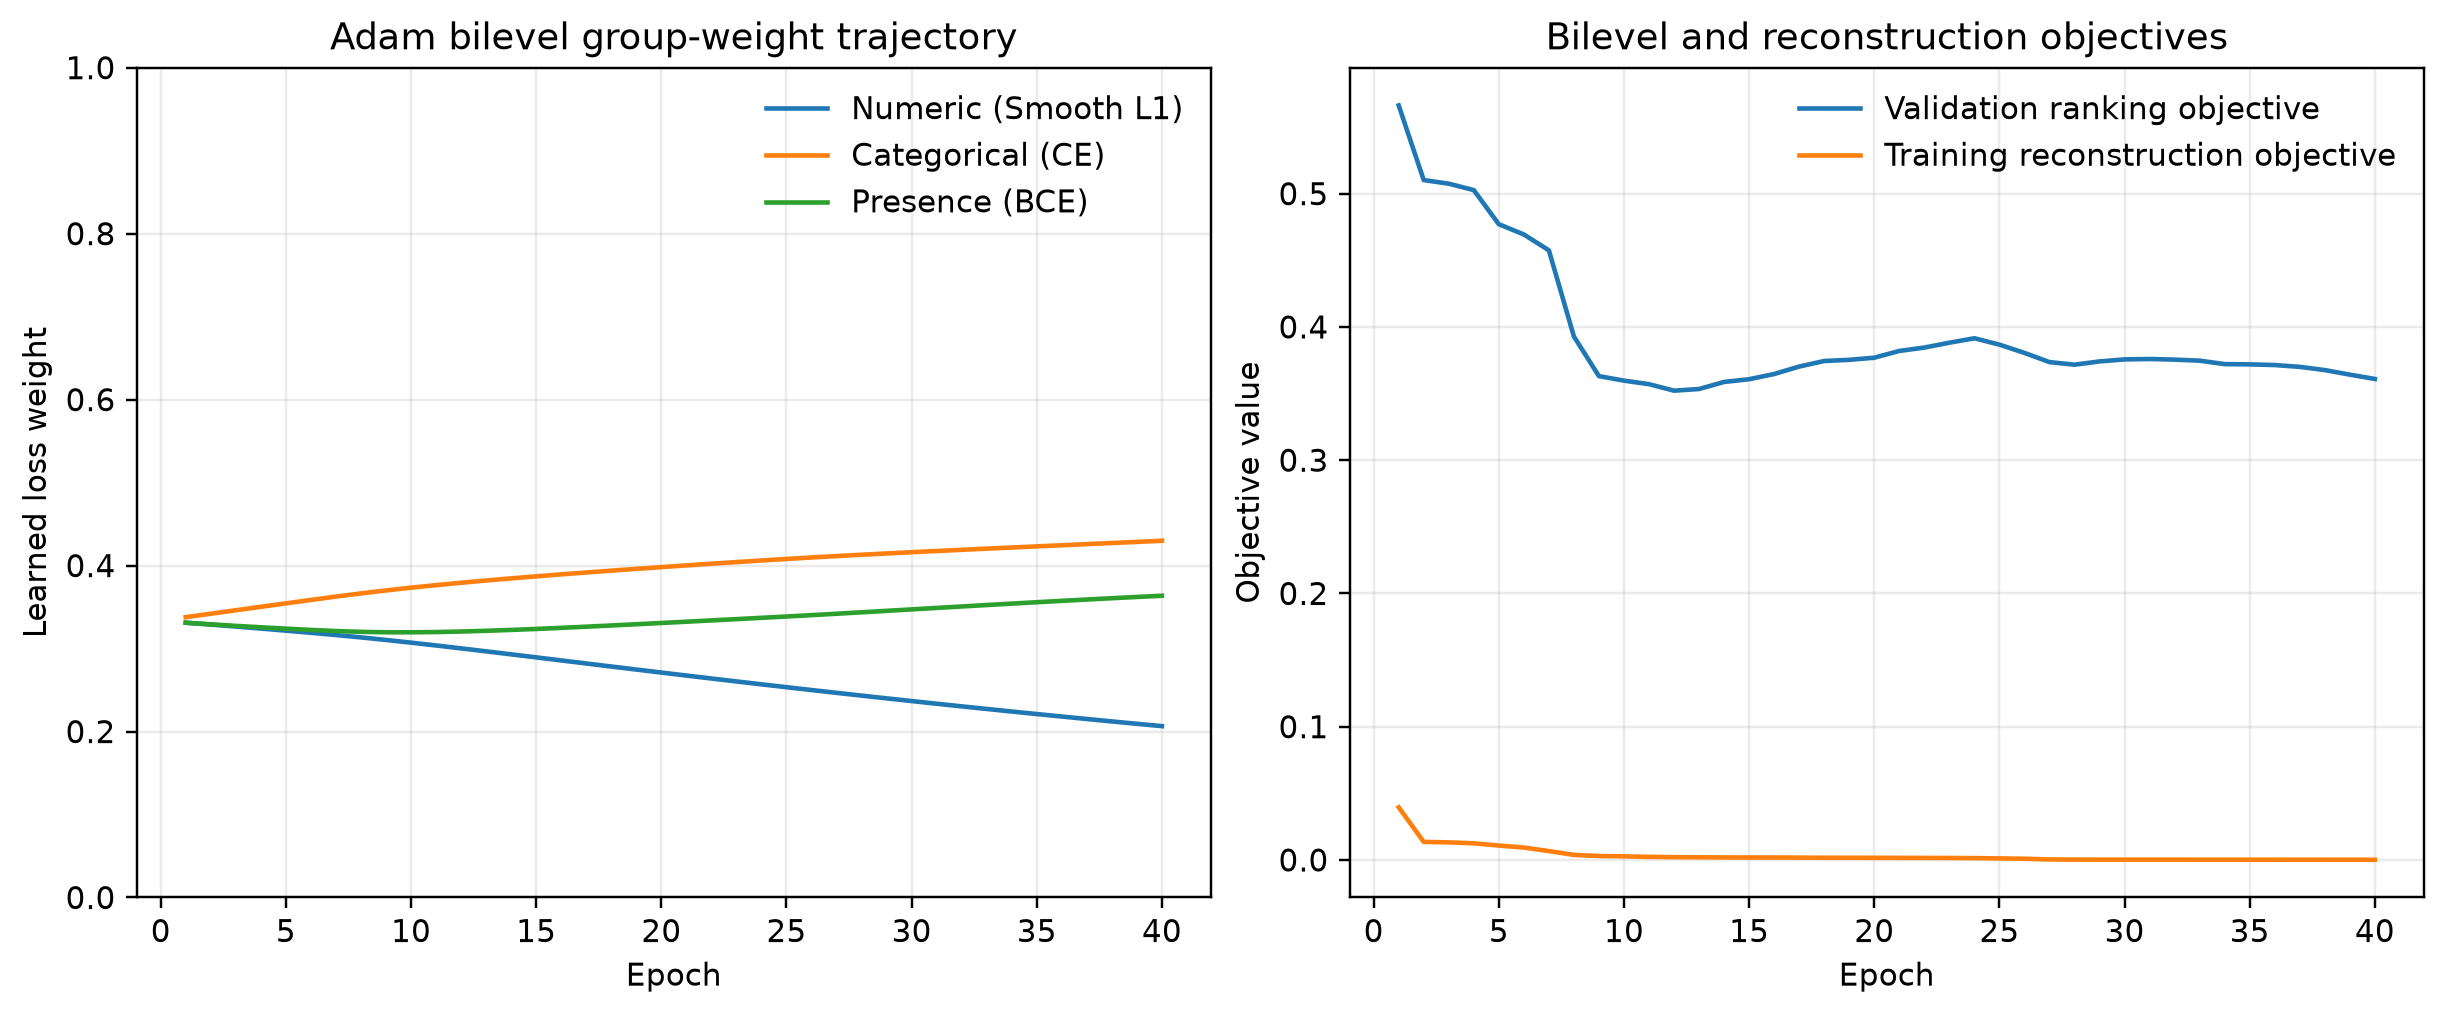 Adam bilevel group-weight trajectory
1.0
0.8
0.6
0.4
0.2
0.0
Learned loss weight
Numeric (Smooth L1)
Categorical (CE)
Presence (BCE)
0 5 10 15 20 25 30 35 40
Epoch
Bilevel and reconstruction objectives
0.5
0.4
0.3
0.2
0.1
0.0
Objective value
Validation ranking objective
Training reconstruction objective
0 5 10 15 20 25 30 35 40
Epoch